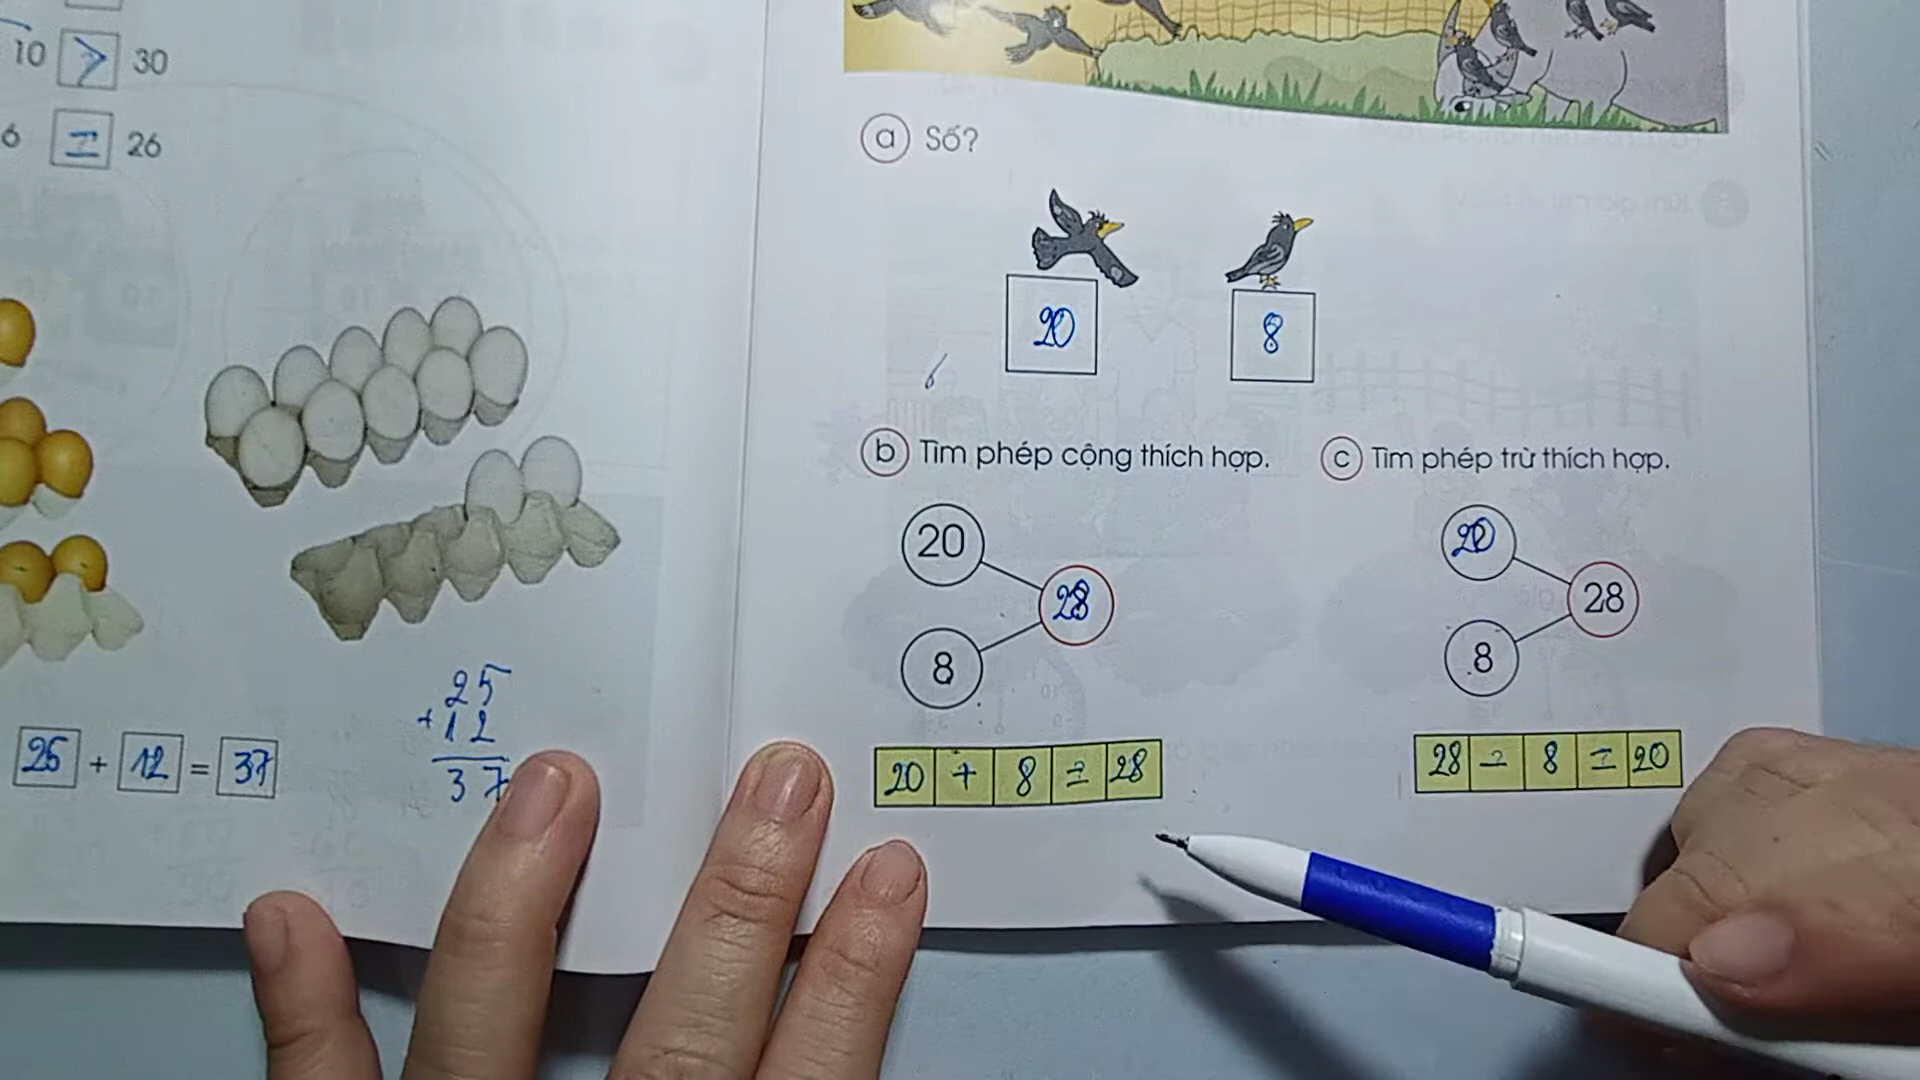 10 > 30
6 = 26
25 + 12 = 37
25
+ 12
37
a Số?
20 8
b Tìm phép cộng thích hợp.
20
28
8
20 + 8 = 28
c Tìm phép trừ thích hợp.
20
28
8
28 - 8 = 20